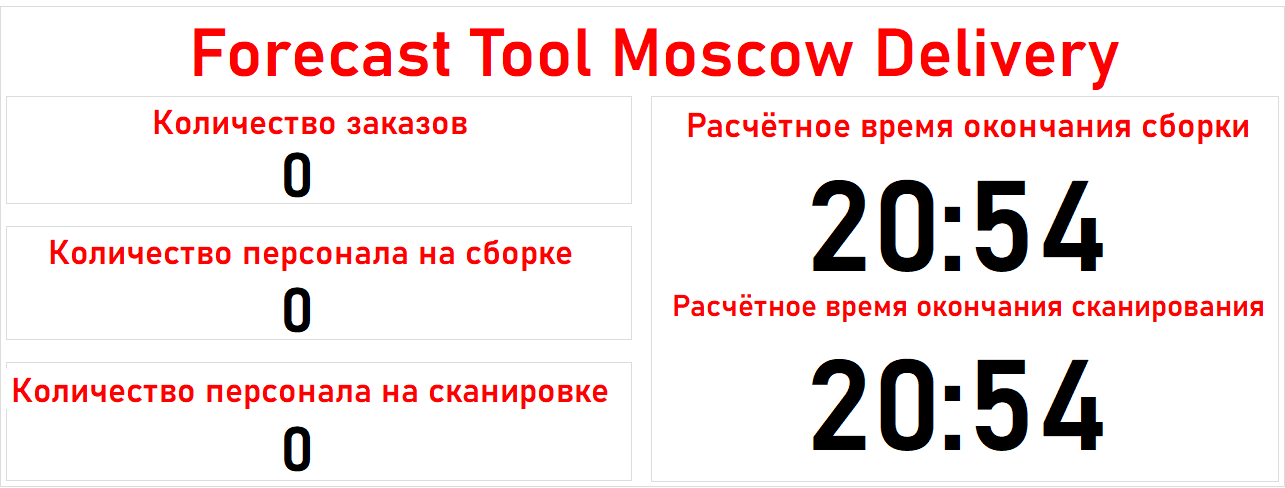 Forecast Tool Moscow Delivery
Количество заказов
0
Количество персонала на сборке
0
Количество персонала на сканировке
0
Расчётное время окончания сборки
20:54
Расчётное время окончания сканирования
20:54